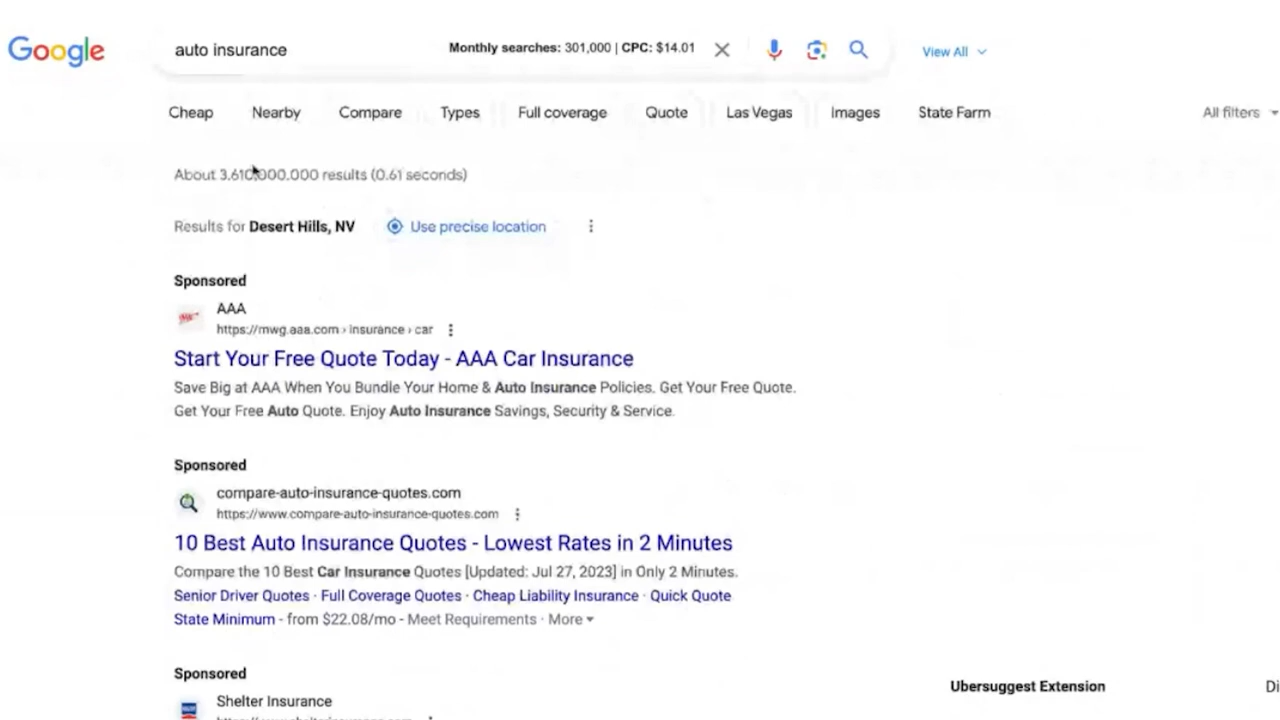 Google
auto insurance Monthly searches: 301,000 | CPC: $14.01 View All
Cheap Nearby Compare Types Full coverage Quote Las Vegas Images State Farm All filters
About 3.610.000.000 results (0.61 seconds)
Results for Desert Hills, NV Use precise location
Sponsored
AAA
https://mwg.aaa.com › insurance › car
Start Your Free Quote Today - AAA Car Insurance
Save Big at AAA When You Bundle Your Home & Auto Insurance Policies. Get Your Free Quote.
Get Your Free Auto Quote. Enjoy Auto Insurance Savings, Security & Service.
Sponsored
compare-auto-insurance-quotes.com
https://www.compare-auto-insurance-quotes.com
10 Best Auto Insurance Quotes - Lowest Rates in 2 Minutes
Compare the 10 Best Car Insurance Quotes [Updated: Jul 27, 2023] in Only 2 Minutes.
Senior Driver Quotes · Full Coverage Quotes · Cheap Liability Insurance · Quick Quote
State Minimum - from $22.08/mo - Meet Requirements · More
Sponsored
Ubersuggest Extension Di
Shelter Insurance